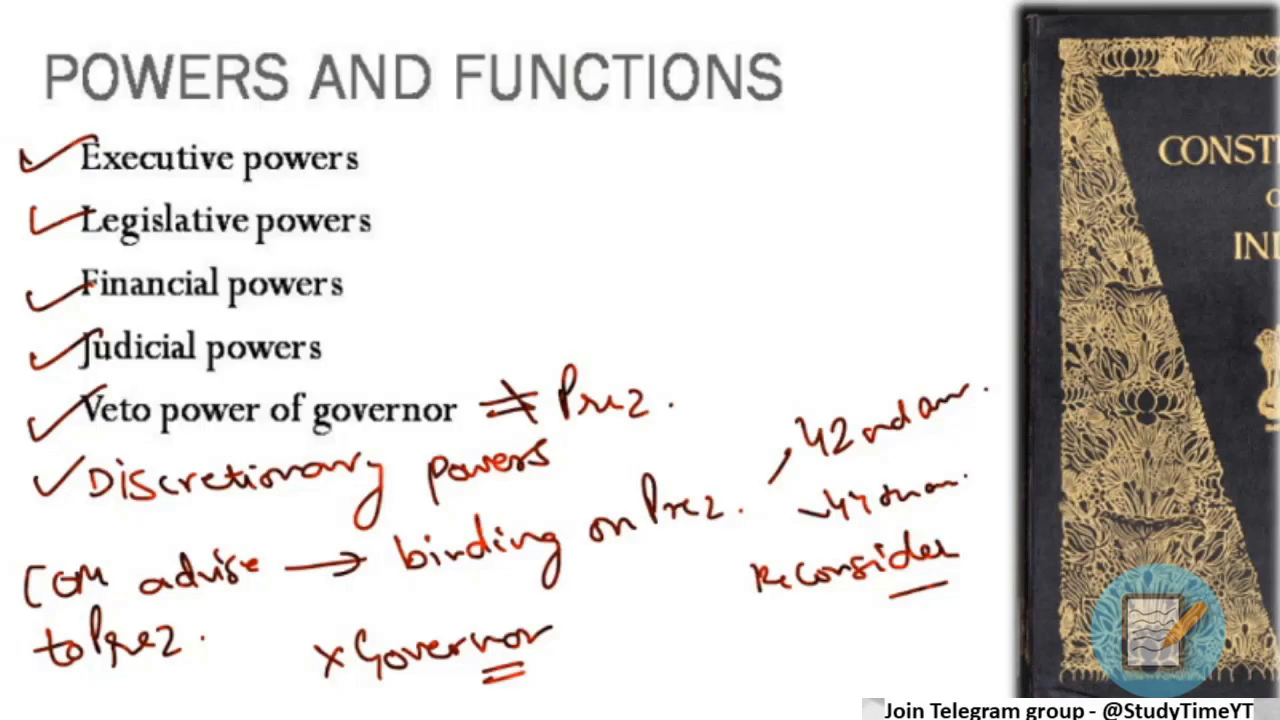 POWERS AND FUNCTIONS
Executive powers
Legislative powers
Financial powers
Judicial powers
Veto power of governor ≠ Prez.
Discretionary powers
COM advise → binding on Prez.
to Prez.
42nd am.
44th am.
Reconsider
x Governor
CONST
O
IND
Join Telegram group - @StudyTimeYT